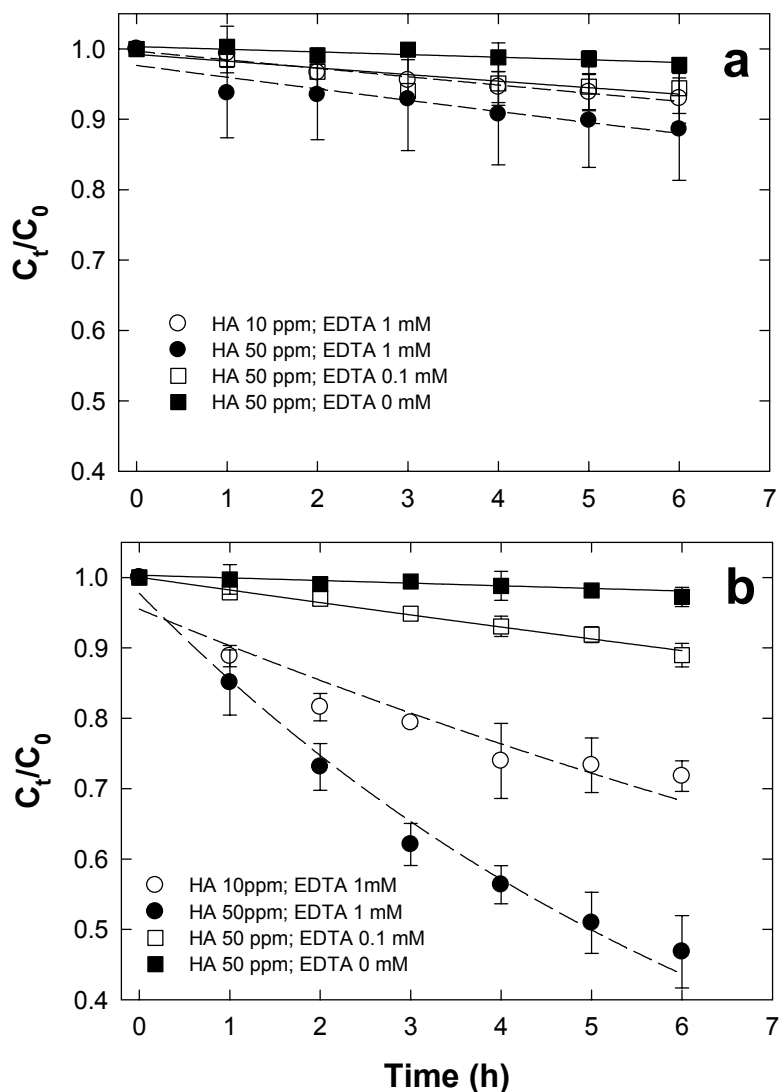 a
1.0
0.9
0.8
0.7
0.6
0.5
0.4
C_t/C_0
HA 10 ppm; EDTA 1 mM
HA 50 ppm; EDTA 1 mM
HA 50 ppm; EDTA 0.1 mM
HA 50 ppm; EDTA 0 mM
0 1 2 3 4 5 6 7
b
1.0
0.9
0.8
0.7
0.6
0.5
0.4
C_t/C_0
HA 10ppm; EDTA 1mM
HA 50ppm; EDTA 1 mM
HA 50 ppm; EDTA 0.1 mM
HA 50 ppm; EDTA 0 mM
0 1 2 3 4 5 6 7
Time (h)